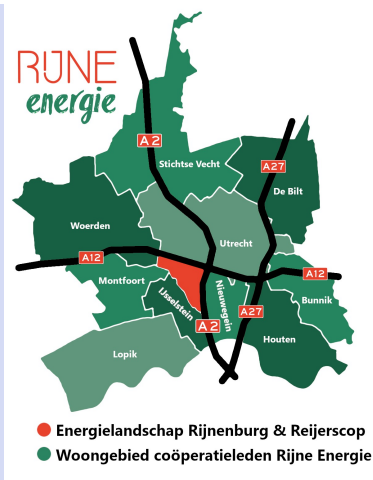 RIJNE
energie
A2
Stichtse Vecht
A27
De Bilt
Woerden
Utrecht
A12
A12
Montfoort
IJsselstein
Nieuwegein
Bunnik
A27
A2
Houten
Lopik
Energielandschap Rijnenburg & Reijerscop
Woongebied coöperatieleden Rijne Energie